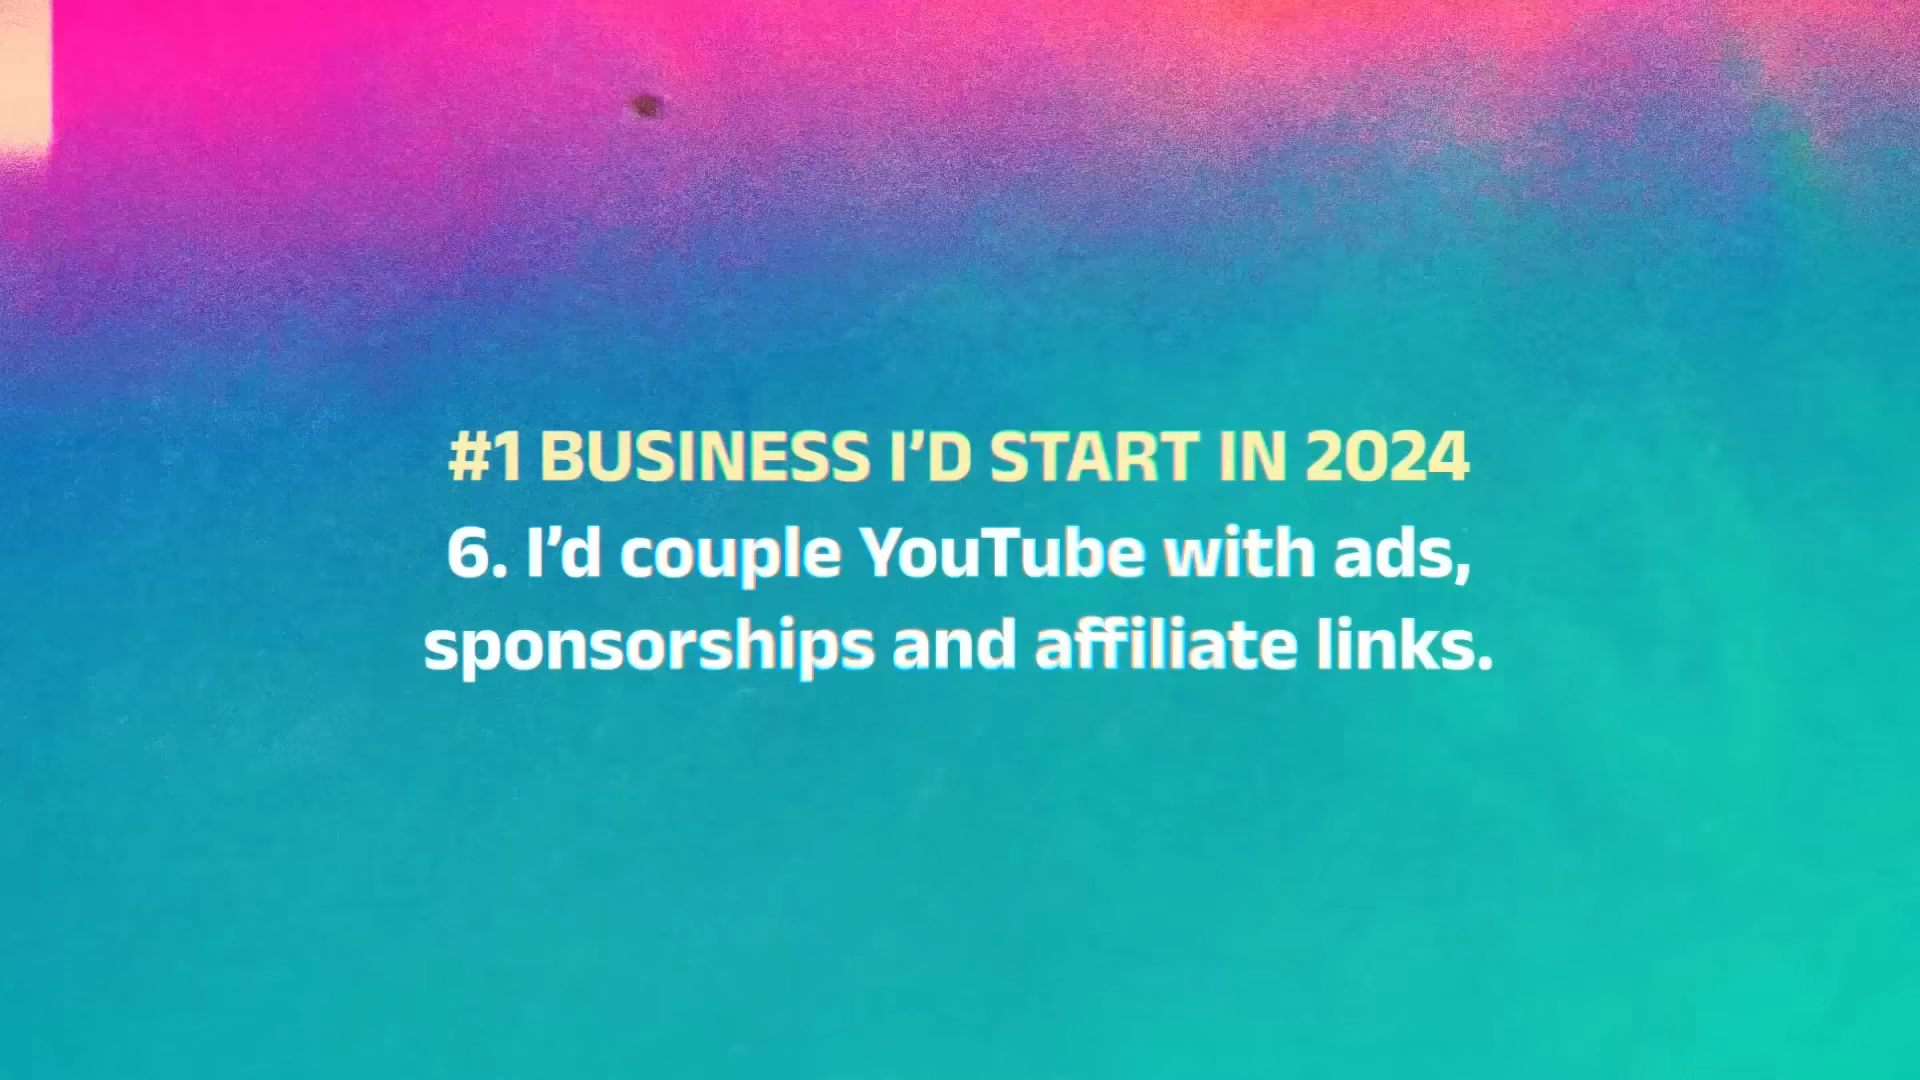 #1 BUSINESS I’D START IN 2024
6. I’d couple YouTube with ads,
sponsorships and affiliate links.